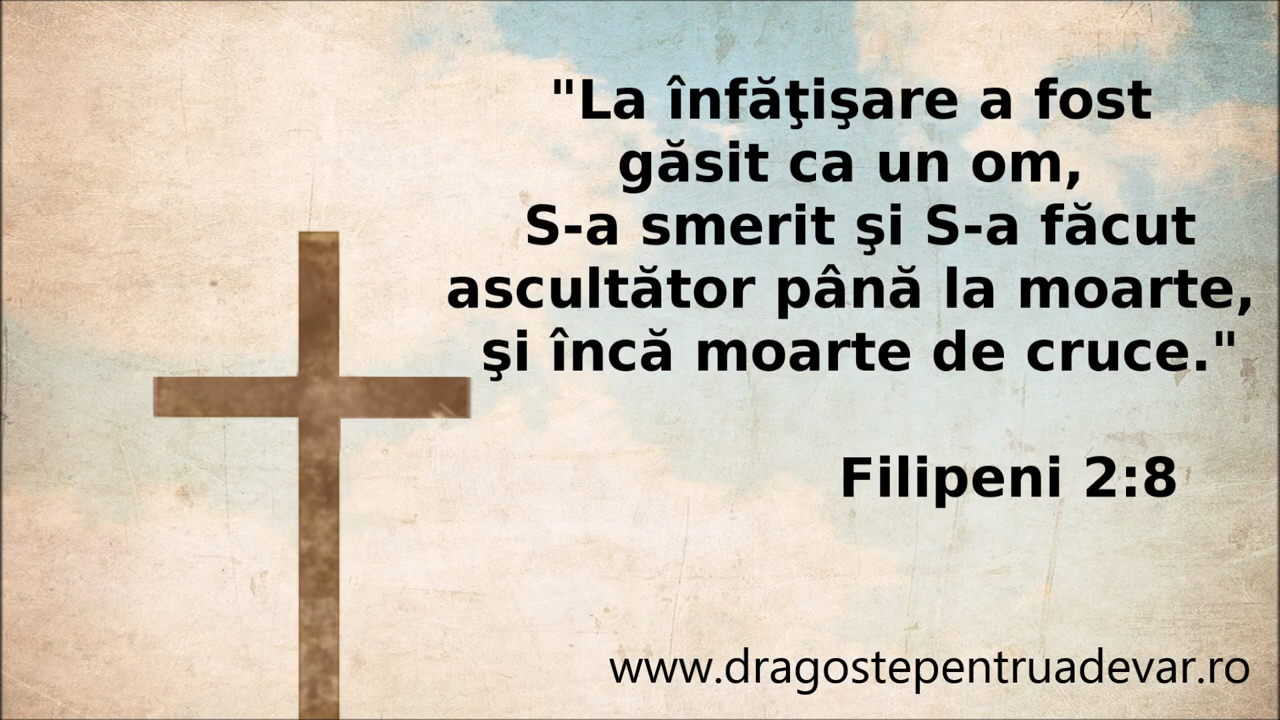 "La înfăţişare a fost
găsit ca un om,
S-a smerit şi S-a făcut
ascultător până la moarte,
şi încă moarte de cruce."
Filipeni 2:8
www.dragostepentruadevar.ro